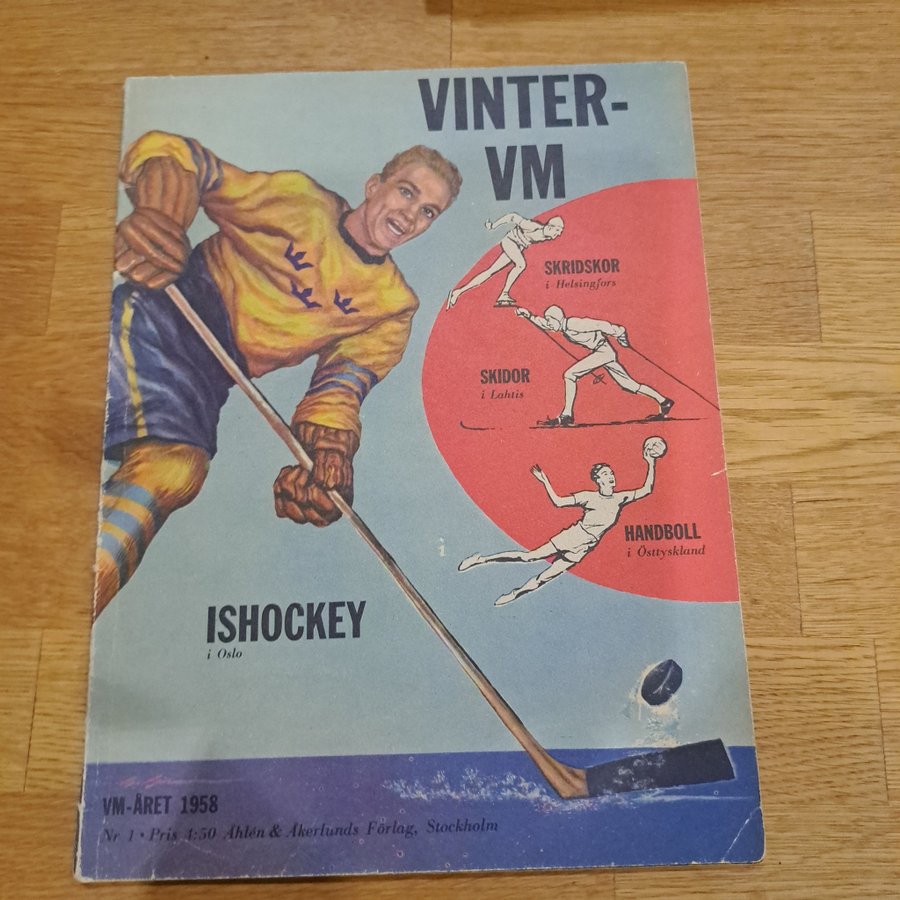 VINTER-
VM
SKRIDSKOR
i Helsingfors
SKIDOR
i Lahtis
HANDBOLL
i Östtyskland
ISHOCKEY
i Oslo
VM-ÅRET 1958
Nr 1 • Pris 4:50 Åhlén & Åkerlunds Förlag, Stockholm